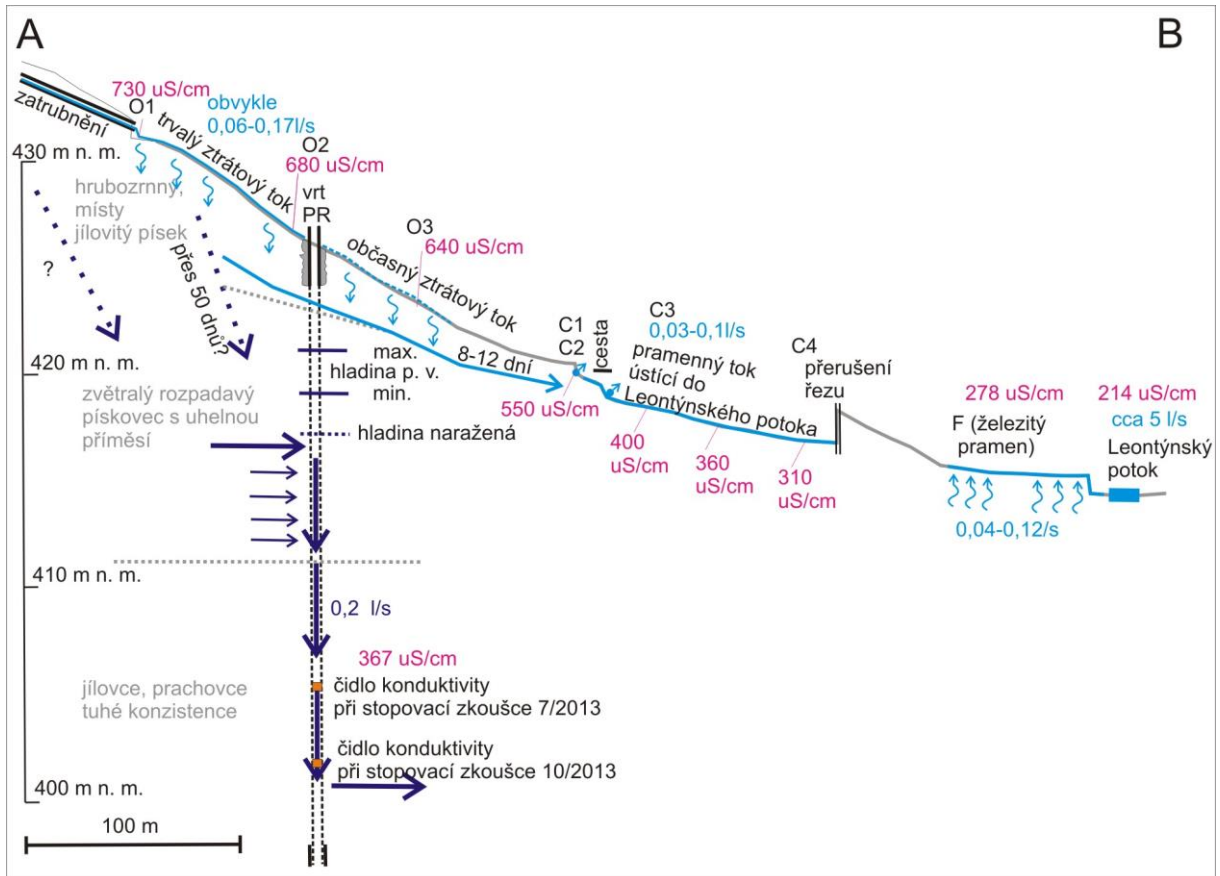 A
B
730 uS/cm
O1
zatrubnění
trvalý ztrátový tok
obvykle
0,06-0,17l/s
O2
680 uS/cm
vrt
PR
430 m n. m.
hrubozrnný,
místy
jílovitý písek
?
přes 50 dnů?
O3
640 uS/cm
občasný ztrátový tok
C1
C2
cesta
C3
0,03-0,1l/s
pramenný tok
ústící do
Leontýnského potoka
C4
přerušení
řezu
420 m n. m.
max.
hladina p. v.
min.
8-12 dní
550 uS/cm
400
uS/cm
360
uS/cm
310
uS/cm
278 uS/cm
F (železitý
pramen)
0,04-0,12/s
214 uS/cm
cca 5 l/s
Leontýnský
potok
zvětralý rozpadavý
pískovec s uhelnou
příměsí
hladina naražená
410 m n. m.
0,2 l/s
367 uS/cm
jílovce, prachovce
tuhé konzistence
čidlo konduktivity
při stopovací zkoušce 7/2013
čidlo konduktivity
při stopovací zkoušce 10/2013
400 m n. m.
100 m